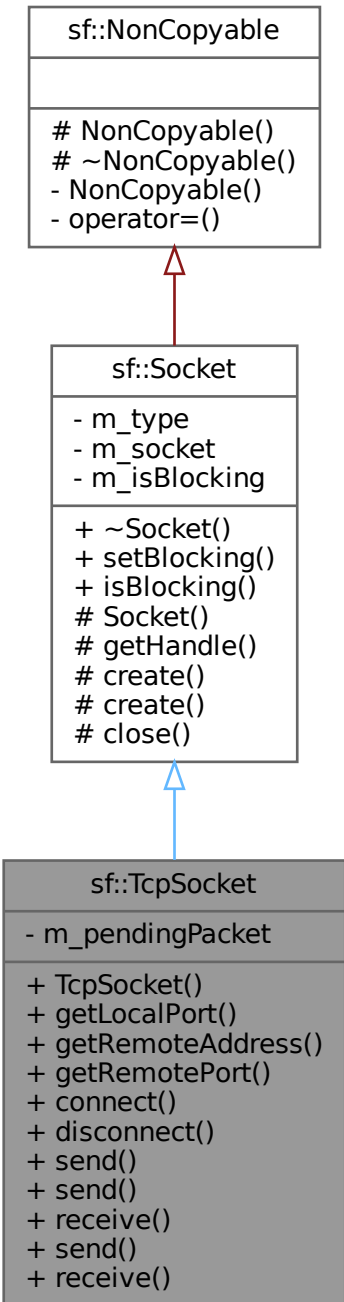 sf::NonCopyable
# NonCopyable()
# ~NonCopyable()
- NonCopyable()
- operator=()
sf::Socket
- m_type
- m_socket
- m_isBlocking
+ ~Socket()
+ setBlocking()
+ isBlocking()
# Socket()
# getHandle()
# create()
# create()
# close()
sf::TcpSocket
- m_pendingPacket
+ TcpSocket()
+ getLocalPort()
+ getRemoteAddress()
+ getRemotePort()
+ connect()
+ disconnect()
+ send()
+ send()
+ receive()
+ send()
+ receive()